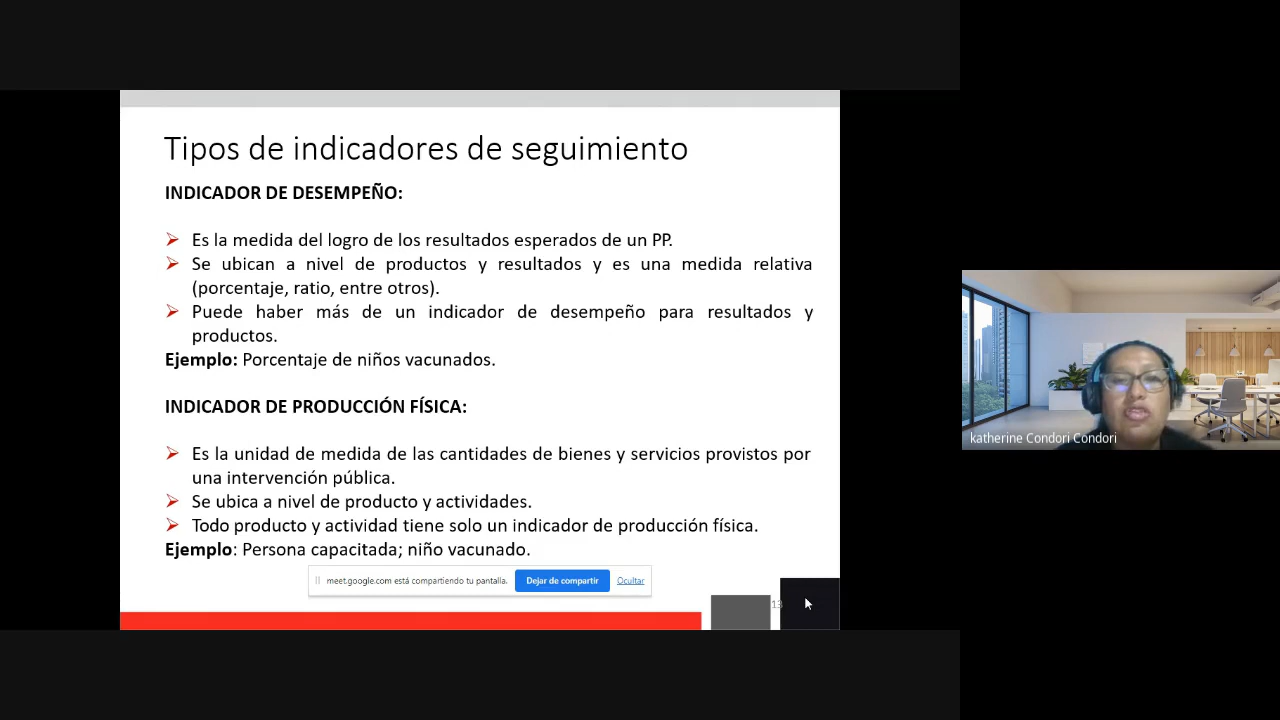 Tipos de indicadores de seguimiento
INDICADOR DE DESEMPEÑO:
Es la medida del logro de los resultados esperados de un PP.
Se ubican a nivel de productos y resultados y es una medida relativa
(porcentaje, ratio, entre otros).
Puede haber más de un indicador de desempeño para resultados y
productos.
Ejemplo: Porcentaje de niños vacunados.
INDICADOR DE PRODUCCIÓN FÍSICA:
Es la unidad de medida de las cantidades de bienes y servicios provistos por
una intervención pública.
Se ubica a nivel de producto y actividades.
Todo producto y actividad tiene solo un indicador de producción física.
Ejemplo: Persona capacitada; niño vacunado.
meet.google.com está compartiendo tu pantalla. Dejar de compartir Ocultar
13
katherine Condori Condori